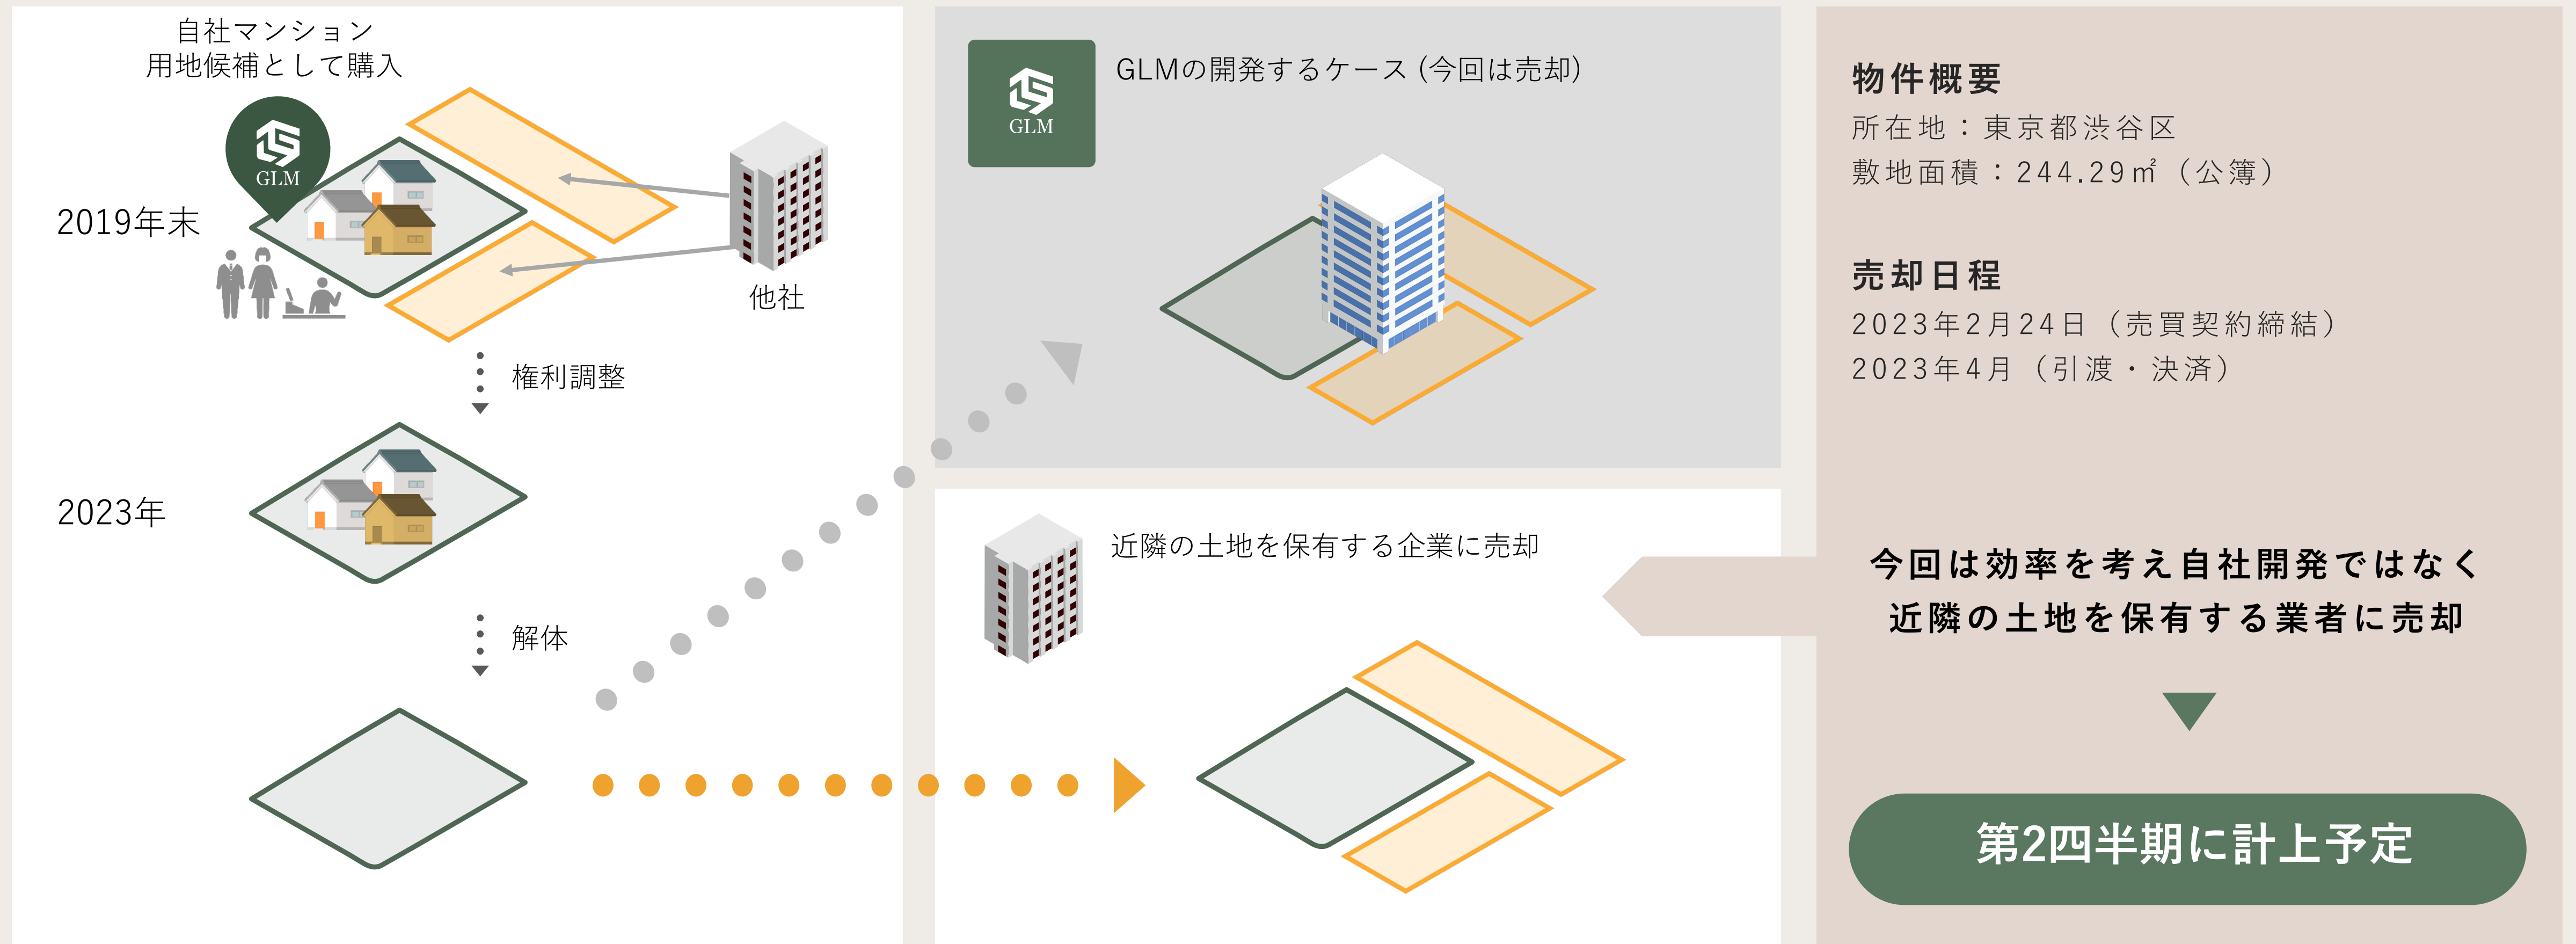 自社マンション
用地候補として購入
GLM
2019年末
他社
権利調整
2023年
解体
GLM
GLMの開発するケース (今回は売却)
近隣の土地を保有する企業に売却
物件概要
所在地：東京都渋谷区
敷地面積：244.29㎡（公簿）
売却日程
2023年2月24日（売買契約締結）
2023年4月（引渡・決済）
今回は効率を考え自社開発ではなく
近隣の土地を保有する業者に売却
第2四半期に計上予定